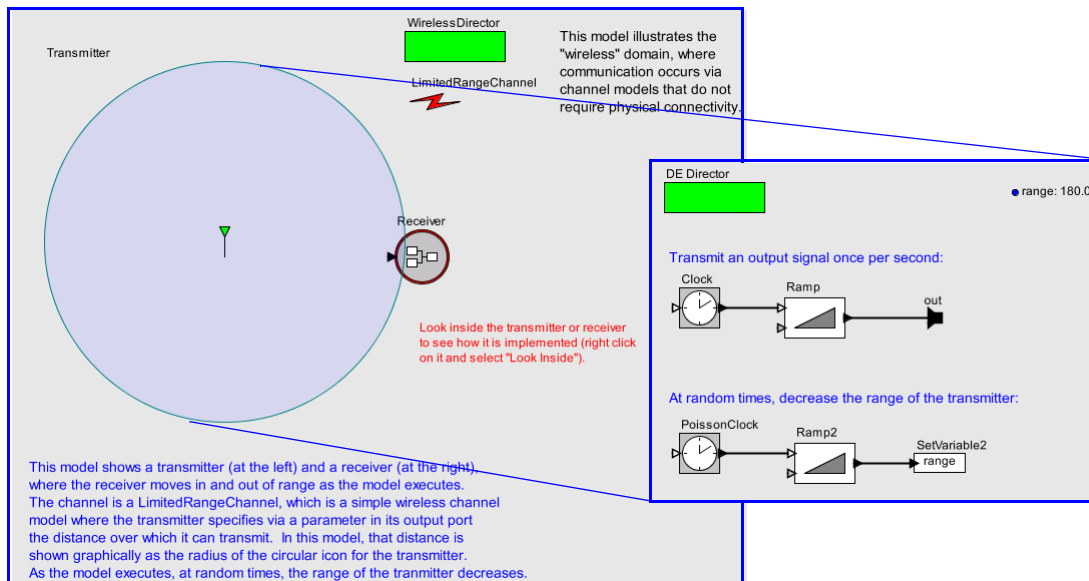 WirelessDirector
Transmitter
This model illustrates the
"wireless" domain, where
communication occurs via
channel models that do not
require physical connectivity.
LimitedRangeChannel
Receiver
Look inside the transmitter or receiver
to see how it is implemented (right click
on it and select "Look Inside").
This model shows a transmitter (at the left) and a receiver (at the right),
where the receiver moves in and out of range as the model executes.
The channel is a LimitedRangeChannel, which is a simple wireless channel
model where the transmitter specifies via a parameter in its output port
the distance over which it can transmit.  In this model, that distance is
shown graphically as the radius of the circular icon for the transmitter.
As the model executes, at random times, the range of the tranmitter decreases.
DE Director
range: 180.0
Transmit an output signal once per second:
Clock
Ramp
out
At random times, decrease the range of the transmitter:
PoissonClock
Ramp2
SetVariable2
range